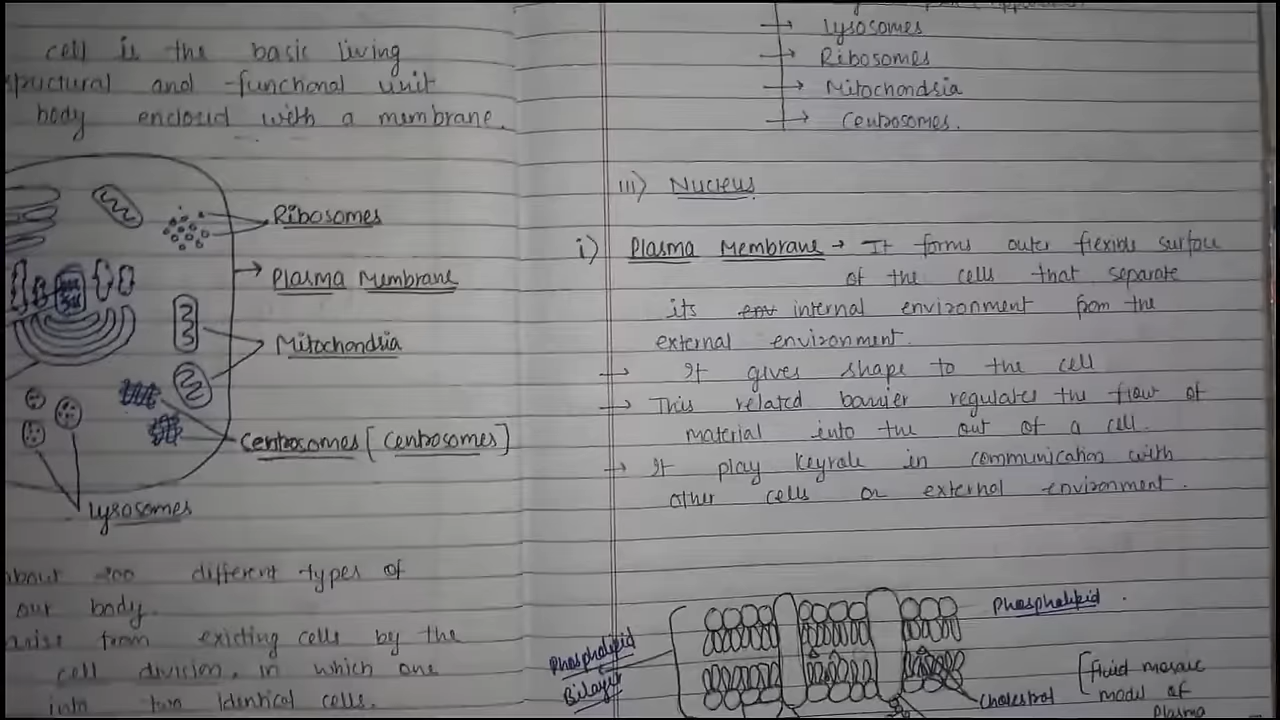 cell is the basic living
structural and functional unit
body enclosed with a membrane.
Ribosomes
Plasma Membrane
Mitochondria
Centrosomes [Centrosomes]
Lysosomes
about 200 different types of
our body.
arise from existing cells by the
cell division, in which one
into two identical cells.
Lysosomes
Ribosomes
Mitochondria
Centrosomes.
III) Nucleus
i) Plasma Membrane → It forms outer flexible surface
of the cells that separate
its env internal environment from the
external environment.
→ It gives shape to the cell
→ This related barrier regulates the flow of
material into the out of a cell.
→ It play keyrole in communication with
other cells or external environment.
Phospholipid
Phospholipid
Bilayer
Cholestrol
[fluid mosaic
model of
Plasma